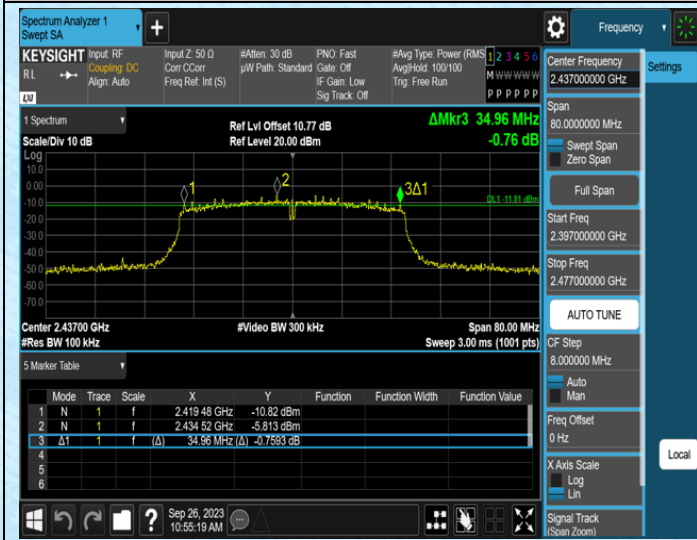 Spectrum Analyzer 1
Swept SA
Frequency
KEYSIGHT
RL
Input: RF
Coupling: DC
Align: Auto
Input Z: 50 Ω
Corr CCorr
Freq Ref: Int (S)
#Atten: 30 dB
µW Path: Standard
PNO: Fast
Gate: Off
IF Gain: Low
Sig Track: Off
#Avg Type: Power (RMS
Avg|Hold: 100/100
Trig: Free Run
1 2 3 4 5 6
M W W W W W
P P P P P P
1 Spectrum
Scale/Div 10 dB
Ref Lvl Offset 10.77 dB
Ref Level 20.00 dBm
ΔMkr3 34.96 MHz
-0.76 dB
Log
10.0
0.00
-10.0
-20.0
-30.0
-40.0
-50.0
-60.0
-70.0
1
2
3Δ1
DL1 -11.81 dBm
Center 2.43700 GHz
#Res BW 100 kHz
#Video BW 300 kHz
Span 80.00 MHz
Sweep 3.00 ms (1001 pts)
5 Marker Table
Mode Trace Scale X Y Function Function Width Function Value
1 N 1 f 2.419 48 GHz -10.82 dBm
2 N 1 f 2.434 52 GHz -5.813 dBm
3 Δ1 1 f (Δ) 34.96 MHz (Δ) -0.7593 dB
4
5
6
Sep 26, 2023
10:55:19 AM
Center Frequency
2.437000000 GHz
Settings
Span
80.0000000 MHz
Swept Span
Zero Span
Full Span
Start Freq
2.397000000 GHz
Stop Freq
2.477000000 GHz
AUTO TUNE
CF Step
8.000000 MHz
Auto
Man
Freq Offset
0 Hz
Local
X Axis Scale
Log
Lin
Signal Track
(Span Zoom)